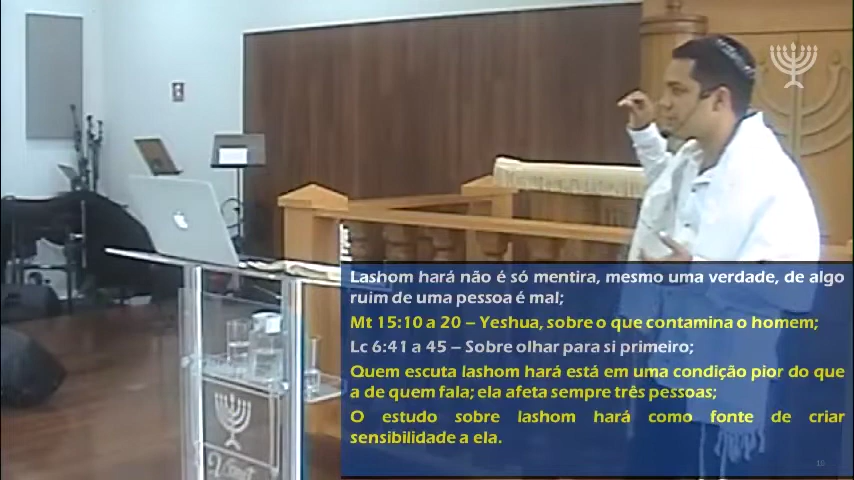 Lashom hará não é só mentira, mesmo uma verdade, de algo
ruim de uma pessoa é mal;
Mt 15:10 a 20 – Yeshua, sobre o que contamina o homem;
Lc 6:41 a 45 – Sobre olhar para si primeiro;
Quem escuta lashom hará está em uma condição pior do que
a de quem fala; ela afeta sempre três pessoas;
O estudo sobre lashom hará como fonte de criar
sensibilidade a ela.